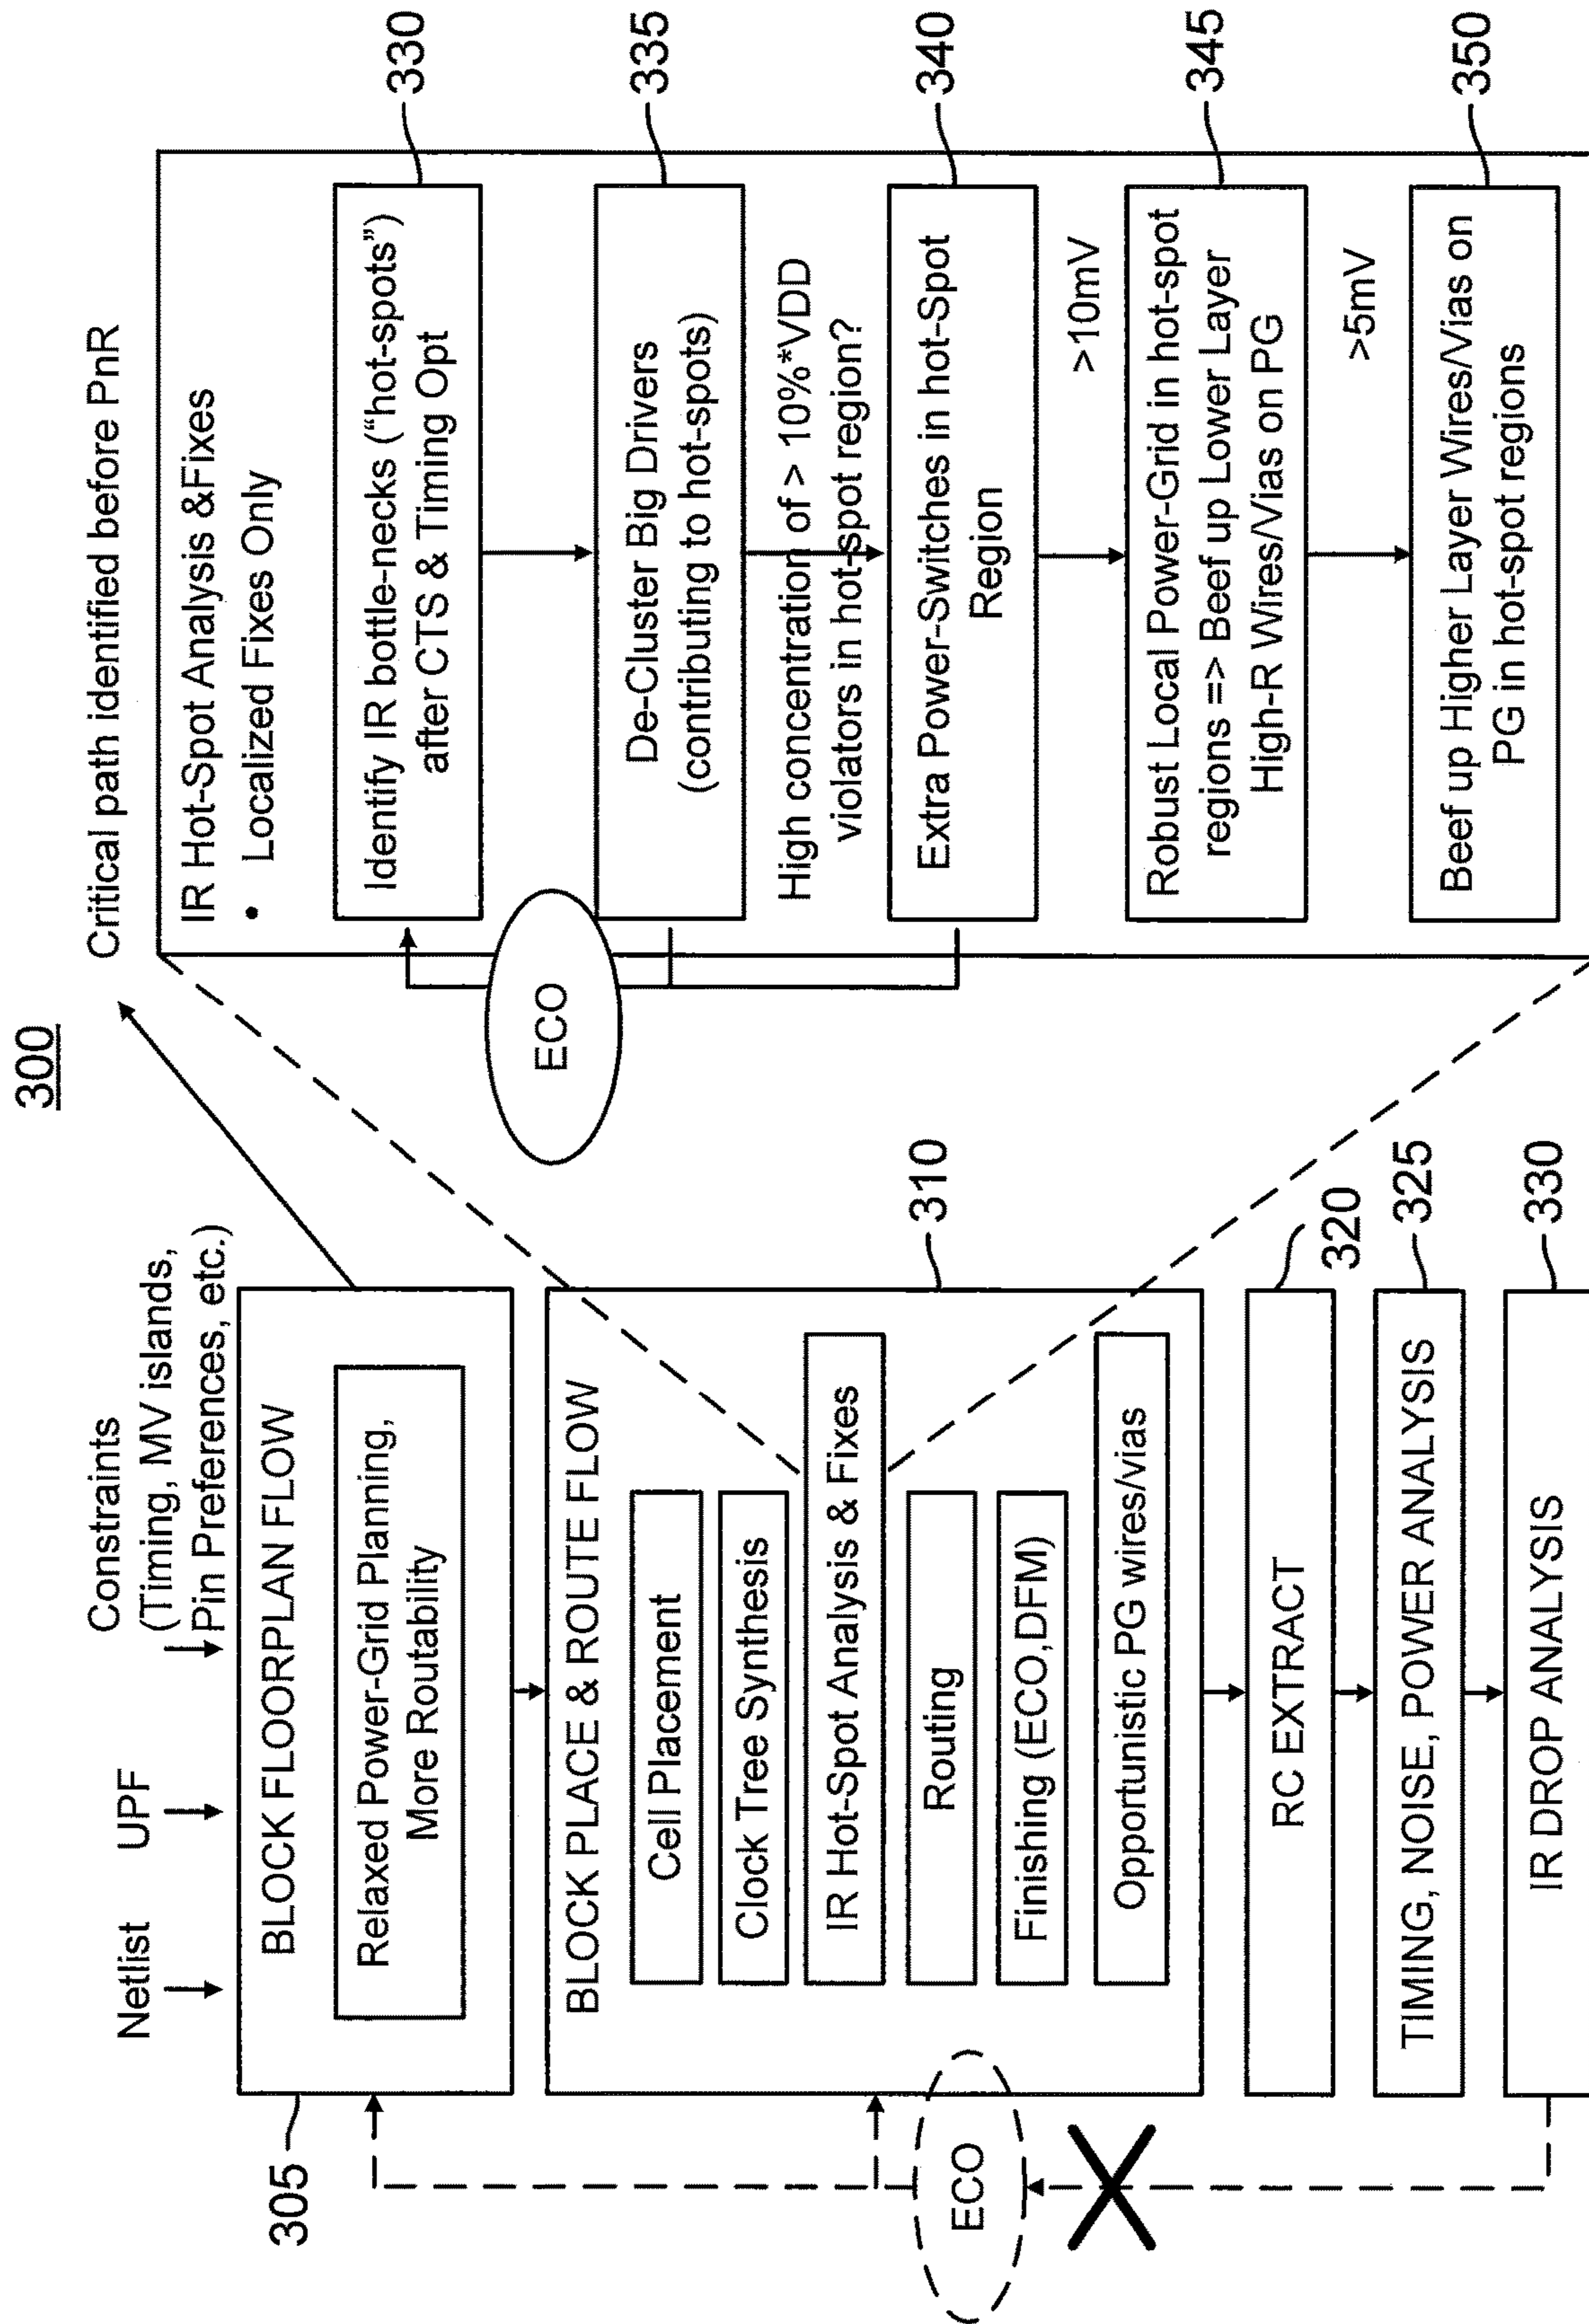 300
Netlist
UPF
Constraints
(Timing, MV islands,
Pin Preferences, etc.)
305
BLOCK FLOORPLAN FLOW
Relaxed Power-Grid Planning,
More Routability
BLOCK PLACE & ROUTE FLOW
310
Cell Placement
Clock Tree Synthesis
IR Hot-Spot Analysis & Fixes
Routing
Finishing (ECO,DFM)
Opportunistic PG wires/vias
ECO
RC EXTRACT
320
TIMING, NOISE, POWER ANALYSIS
325
IR DROP ANALYSIS
330
Critical path identified before PnR
IR Hot-Spot Analysis &Fixes
• Localized Fixes Only
Identify IR bottle-necks (“hot-spots”)
after CTS & Timing Opt
330
ECO
De-Cluster Big Drivers
(contributing to hot-spots)
335
High concentration of > 10%*VDD
violators in hot-spot region?
Extra Power-Switches in hot-Spot
Region
340
>10mV
Robust Local Power-Grid in hot-spot
regions => Beef up Lower Layer
High-R Wires/Vias on PG
345
>5mV
Beef up Higher Layer Wires/Vias on
PG in hot-spot regions
350